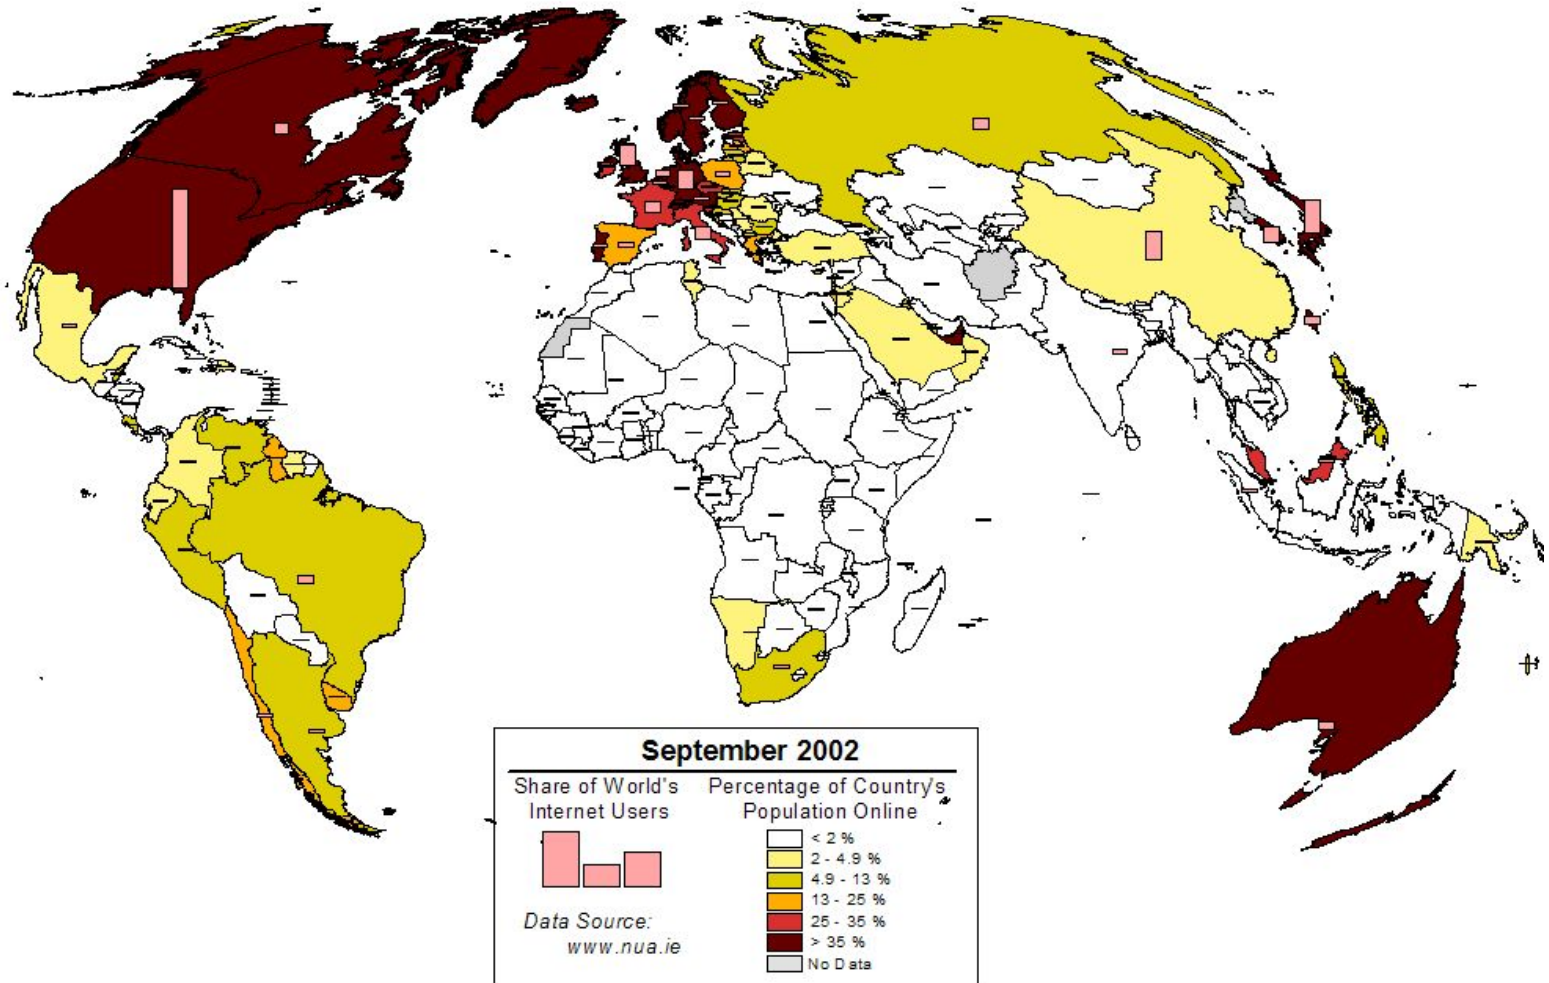 September 2002
Share of World's
Internet Users
Percentage of Country's
Population Online
< 2 %
2 - 4.9 %
4.9 - 13 %
13 - 25 %
25 - 35 %
> 35 %
No Data
Data Source:
www.nua.ie